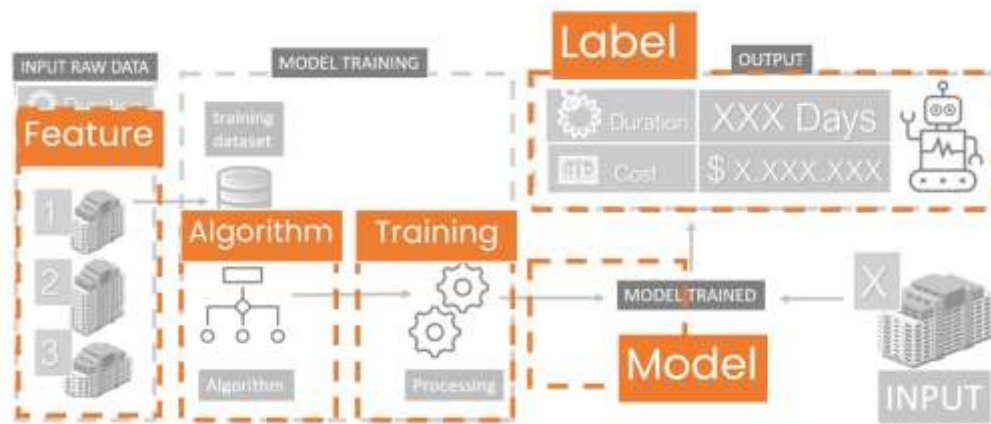 Label
INPUT RAW DATA
MODEL TRAINING
OUTPUT
Duration
Feature
training
dataset
Duration
XXX Days
Cost
$ X.XXX.XXX
1
Algorithm
Training
2
MODEL TRAINED
X
3
Model
Algorithm
Processing
INPUT